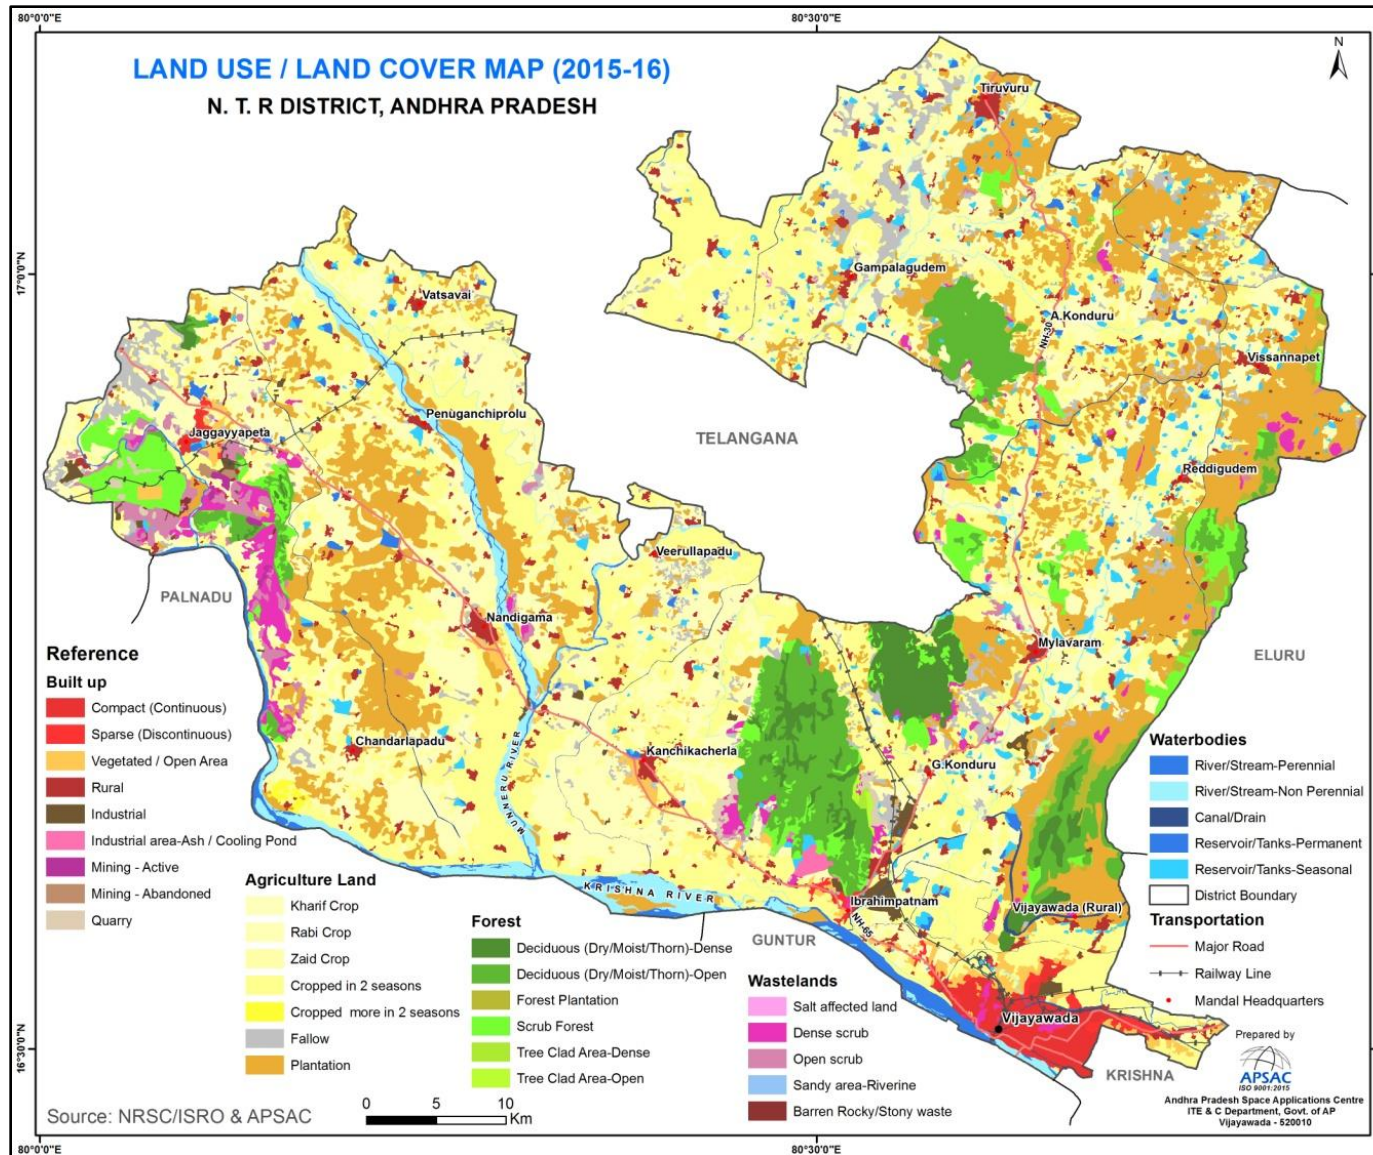 80°0'0"E
80°30'0"E
LAND USE / LAND COVER MAP (2015-16)
N. T. R DISTRICT, ANDHRA PRADESH
N
Tiruvuru
17°0'0"N
17°0'0"N
Gampalagudem
Vatsavai
A.Konduru
NH-30
Vissannapet
Penuganchiprolu
Jaggayyapeta
TELANGANA
Reddigudem
Veerullapadu
PALNADU
Nandigama
Mylavaram
ELURU
Chandarlapadu
Kanchikacherla
G.Konduru
MUNNERU RIVER
KRISHNA RIVER
Ibrahimpatnam
NH-65
GUNTUR
Vijayawada (Rural)
Vijayawada
KRISHNA
Reference
Built up
Compact (Continuous)
Sparse (Discontinuous)
Vegetated / Open Area
Rural
Industrial
Industrial area-Ash / Cooling Pond
Mining - Active
Mining - Abandoned
Quarry
Agriculture Land
Kharif Crop
Rabi Crop
Zaid Crop
Cropped in 2 seasons
Cropped more in 2 seasons
Fallow
Plantation
Forest
Deciduous (Dry/Moist/Thorn)-Dense
Deciduous (Dry/Moist/Thorn)-Open
Forest Plantation
Scrub Forest
Tree Clad Area-Dense
Tree Clad Area-Open
Wastelands
Salt affected land
Dense scrub
Open scrub
Sandy area-Riverine
Barren Rocky/Stony waste
Waterbodies
River/Stream-Perennial
River/Stream-Non Perennial
Canal/Drain
Reservoir/Tanks-Permanent
Reservoir/Tanks-Seasonal
District Boundary
Transportation
Major Road
Railway Line
Mandal Headquarters
Prepared by
APSAC
ISO 9001:2015
Andhra Pradesh Space Applications Centre
ITE & C Department, Govt. of AP
Vijayawada - 520010
16°30'0"N
16°30'0"N
Source: NRSC/ISRO & APSAC
0 5 10
Km
80°0'0"E
80°30'0"E